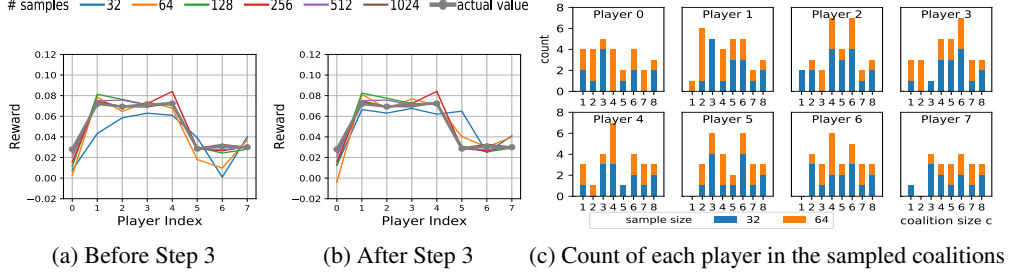 # samples 32 64 128 256 512 1024 actual value
0.12
0.10
0.08
0.06
0.04
0.02
0.00
−0.02
Reward
0 1 2 3 4 5 6 7
Player Index
(a) Before Step 3
0.12
0.10
0.08
0.06
0.04
0.02
0.00
−0.02
Reward
0 1 2 3 4 5 6 7
Player Index
(b) After Step 3
8
4
0
count
Player 0 Player 1 Player 2 Player 3
1 2 3 4 5 6 7 8 1 2 3 4 5 6 7 8 1 2 3 4 5 6 7 8 1 2 3 4 5 6 7 8
8
4
0
Player 4 Player 5 Player 6 Player 7
1 2 3 4 5 6 7 8 1 2 3 4 5 6 7 8 1 2 3 4 5 6 7 8 1 2 3 4 5 6 7 8
sample size 32 64 coalition size c
(c) Count of each player in the sampled coalitions